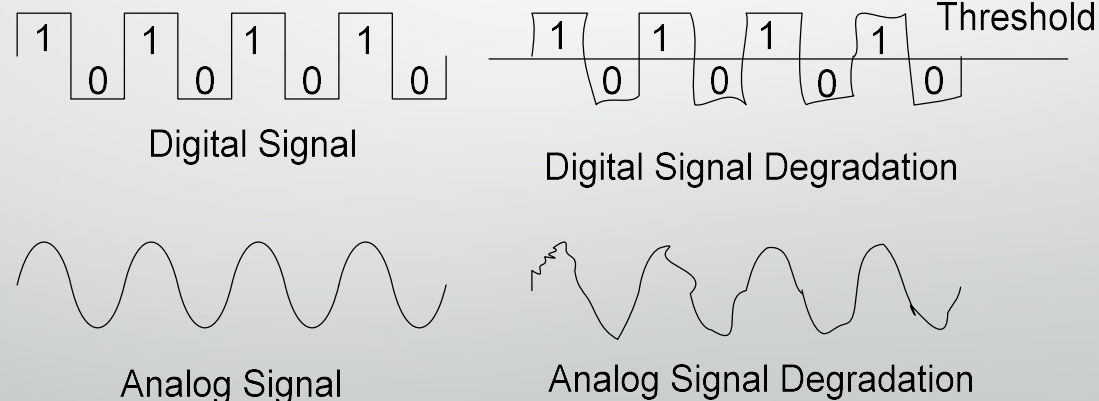 1 0 1 0 1 0 1 0
Digital Signal
Threshold
1 0 1 0 1 0 1 0
Digital Signal Degradation
Analog Signal
Analog Signal Degradation